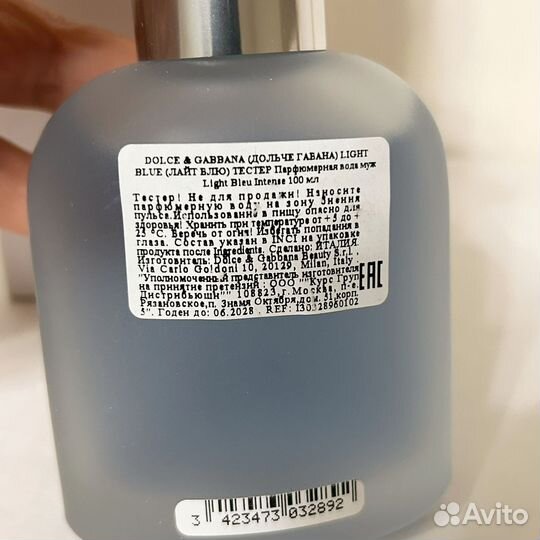 DOLCE & GABBANA (ДОЛЬЧЕ ГАБАНА) LIGHT
BLUE (ЛАЙТ БЛЮ) ТЕСТЕР Парфюмерная вода муж
Light Bleu Intense 100 мл
Тестер! Не для продажи! Наносите
парфюмерную воду на зону биения
пульса.Использование в пищу опасно для
здоровья! Хранить при температуре от +5 до +
25 °C. Беречь от огня! Избегать попадания в
глаза. Состав указан в INCI на упаковке
продукта после Ingredients. Сделано: ИТАЛИЯ.
Изготовитель: Dolce & Gabbana Beauty S.r.l.,
Via Carlo Goldoni 10, 20129, Milan, Italy .
"Уполномоченный представитель изготовителя
на принятие претензий : ООО ""Курс Груп
Дистрибьюшн"" 108823, г. Москва, п-е.
Рязановское,п. Знамя Октября,дом. 31,корп.
5". Годен до: 06.2028 . REF: I30328960102
EAC
3 423473 032892
Avito